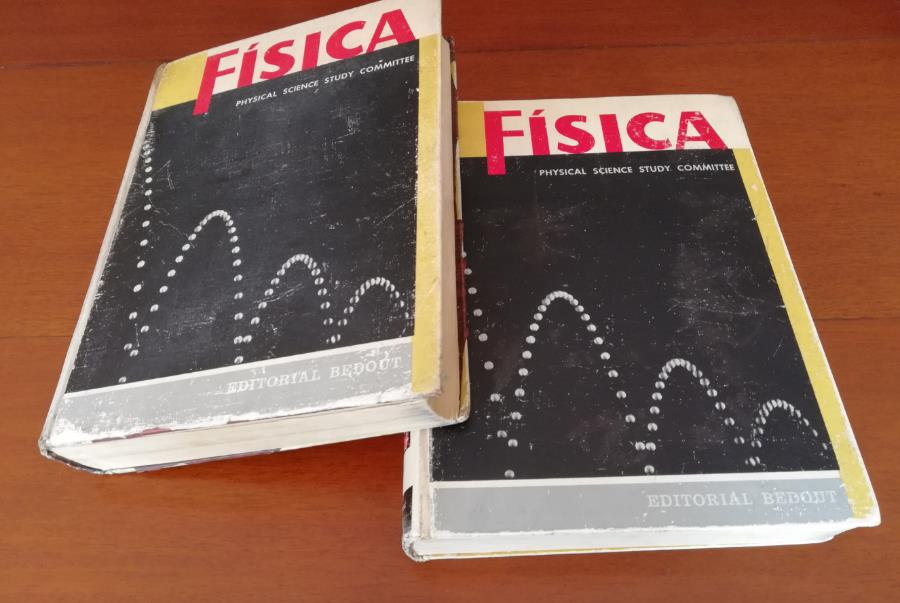 FÍSICA
PHYSICAL SCIENCE STUDY COMMITTEE
EDITORIAL BEDOUT
FÍSICA
PHYSICAL SCIENCE STUDY COMMITTEE
EDITORIAL BEDOUT